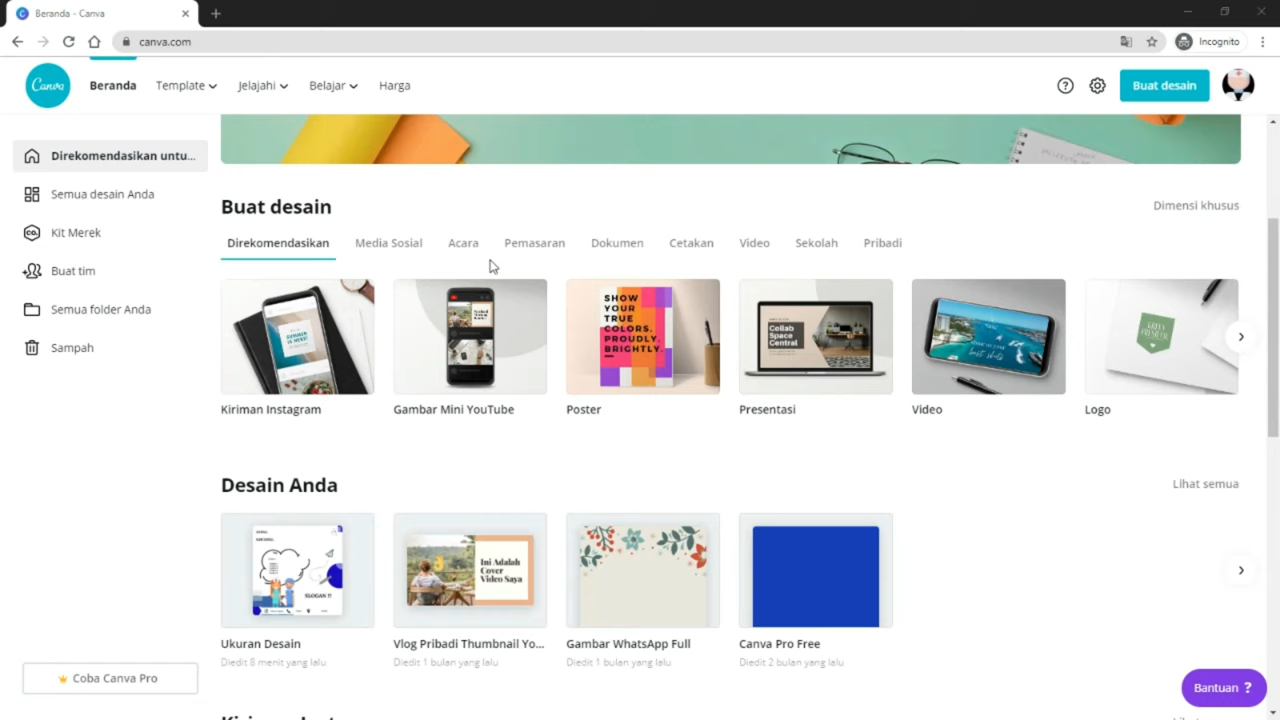 Beranda - Canva
canva.com
Incognito
Canva
Beranda
Template
Jelajahi
Belajar
Harga
Buat desain
Direkomendasikan untu...
Semua desain Anda
Kit Merek
Buat tim
Semua folder Anda
Sampah
Coba Canva Pro
Buat desain
Dimensi khusus
Direkomendasikan
Media Sosial
Acara
Pemasaran
Dokumen
Cetakan
Video
Sekolah
Pribadi
SHOW
YOUR
TRUE
COLORS.
PROUDLY.
BRIGHTLY.
Collab
Space
Central
Kiriman Instagram
Gambar Mini YouTube
Poster
Presentasi
Video
Logo
Desain Anda
Lihat semua
SLOGAN !!
Ini Adalah
Cover
Video Saya
Ukuran Desain
Vlog Pribadi Thumbnail Yo...
Gambar WhatsApp Full
Canva Pro Free
Diedit 8 menit yang lalu
Diedit 1 bulan yang lalu
Diedit 1 bulan yang lalu
Diedit 2 bulan yang lalu
Bantuan ?